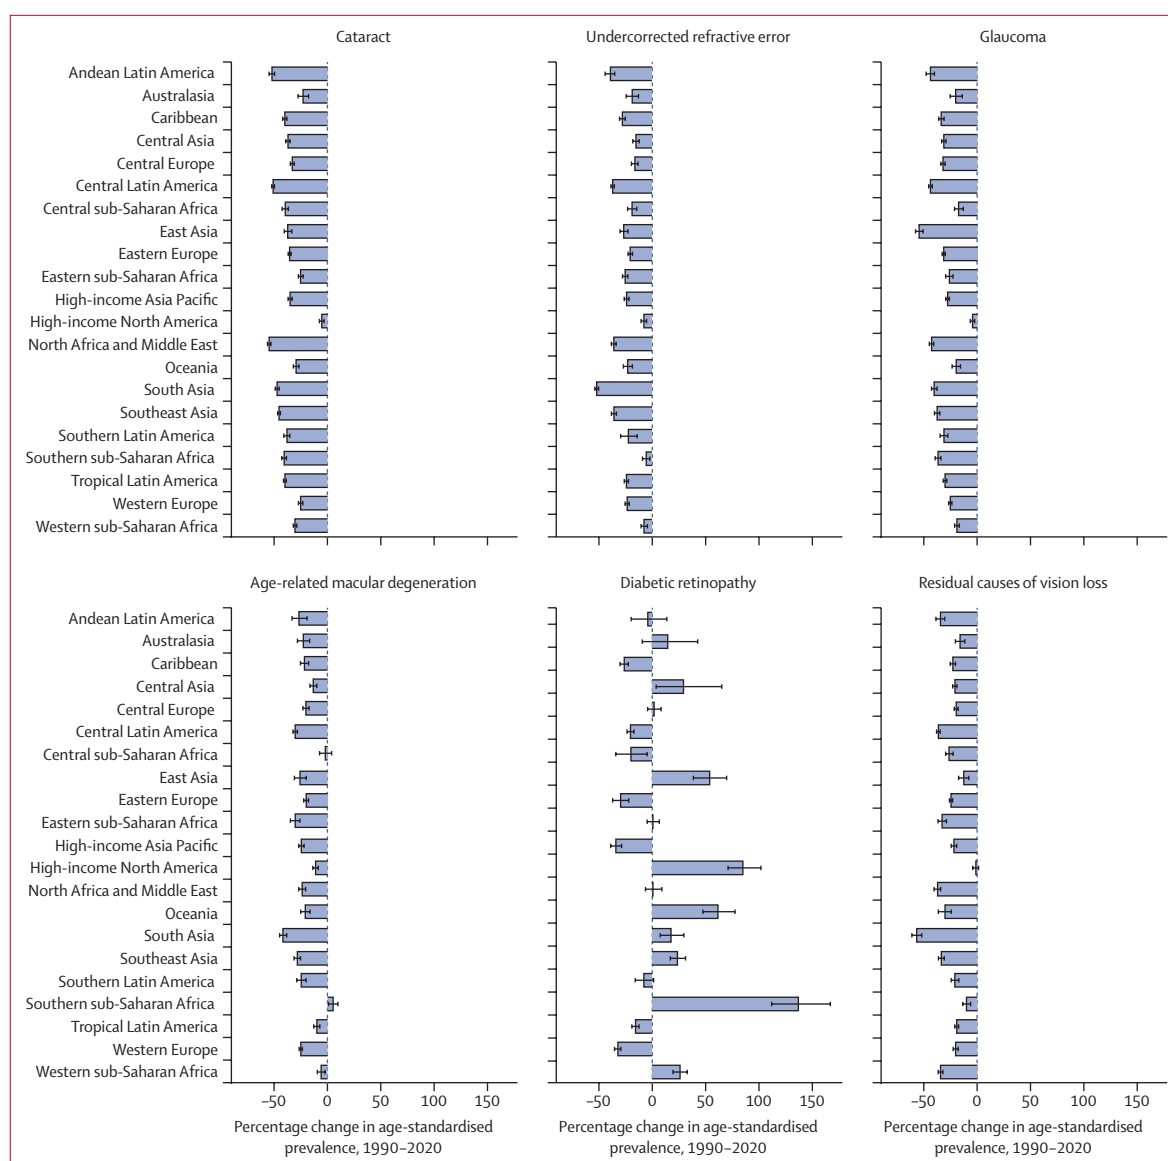 Cataract
Undercorrected refractive error
Glaucoma
Andean Latin America
Australasia
Caribbean
Central Asia
Central Europe
Central Latin America
Central sub-Saharan Africa
East Asia
Eastern Europe
Eastern sub-Saharan Africa
High-income Asia Pacific
High-income North America
North Africa and Middle East
Oceania
South Asia
Southeast Asia
Southern Latin America
Southern sub-Saharan Africa
Tropical Latin America
Western Europe
Western sub-Saharan Africa
Age-related macular degeneration
Diabetic retinopathy
Residual causes of vision loss
Andean Latin America
Australasia
Caribbean
Central Asia
Central Europe
Central Latin America
Central sub-Saharan Africa
East Asia
Eastern Europe
Eastern sub-Saharan Africa
High-income Asia Pacific
High-income North America
North Africa and Middle East
Oceania
South Asia
Southeast Asia
Southern Latin America
Southern sub-Saharan Africa
Tropical Latin America
Western Europe
Western sub-Saharan Africa
−50 0 50 100 150
−50 0 50 100 150
−50 0 50 100 150
Percentage change in age-standardised
prevalence, 1990–2020
Percentage change in age-standardised
prevalence, 1990–2020
Percentage change in age-standardised
prevalence, 1990–2020